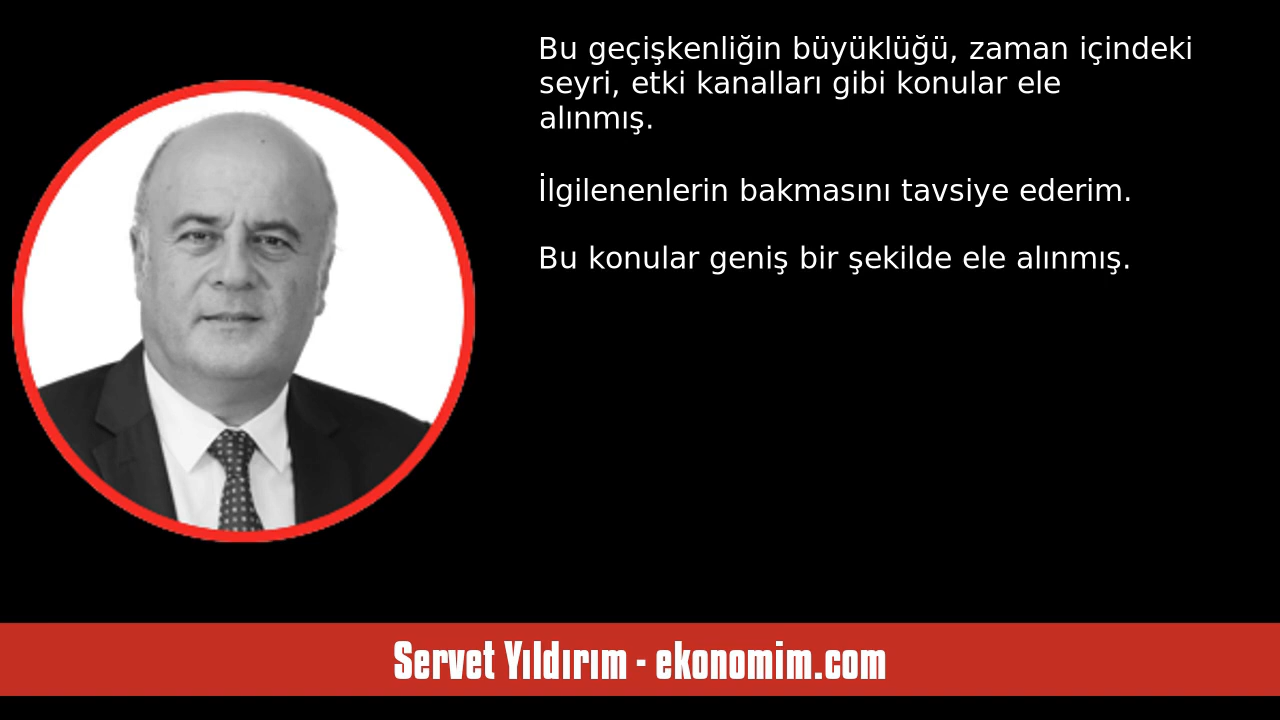 Bu geçişkenliğin büyüklüğü, zaman içindeki
seyri, etki kanalları gibi konular ele
alınmış.
İlgilenenlerin bakmasını tavsiye ederim.
Bu konular geniş bir şekilde ele alınmış.
Servet Yıldırım - ekonomim.com